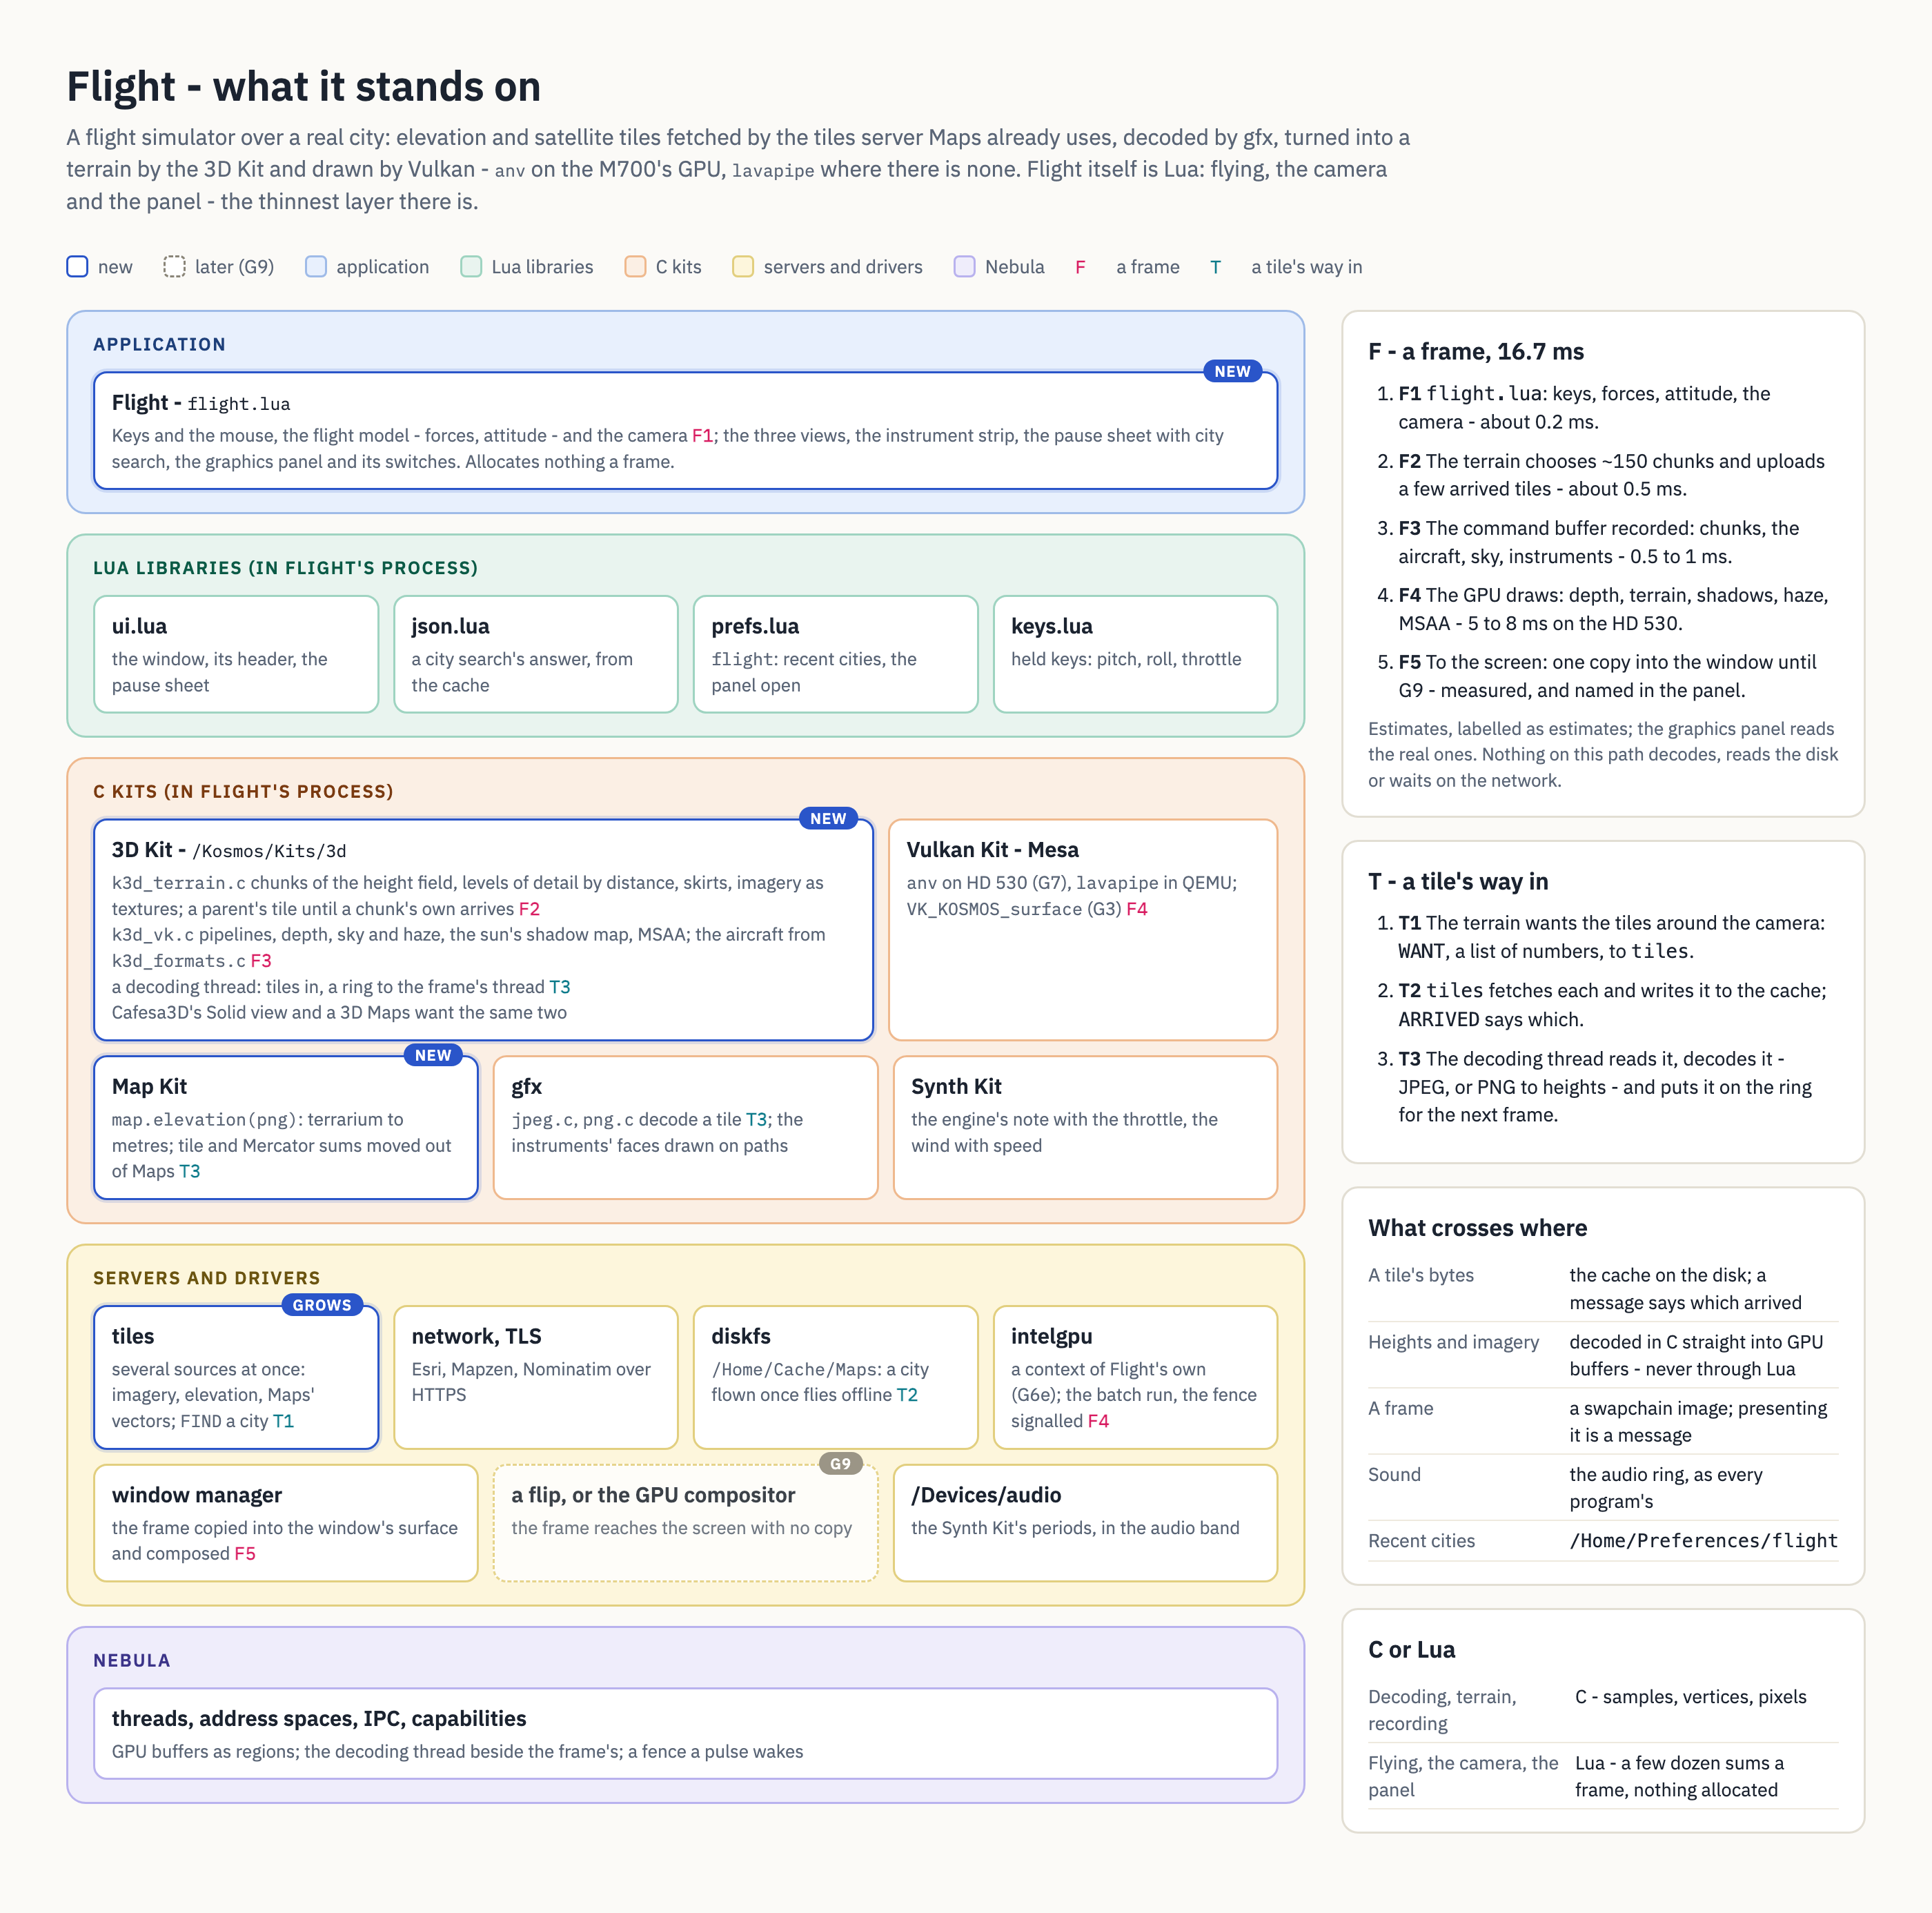 Flight - what it stands on
A flight simulator over a real city: elevation and satellite tiles fetched by the tiles server Maps already uses, decoded by gfx, turned into a
terrain by the 3D Kit and drawn by Vulkan - anv on the M700's GPU, lavapipe where there is none. Flight itself is Lua: flying, the camera
and the panel - the thinnest layer there is.
new later (G9) application Lua libraries C kits servers and drivers Nebula F a frame T a tile's way in
APPLICATION
NEW
Flight - flight.lua
Keys and the mouse, the flight model - forces, attitude - and the camera F1; the three views, the instrument strip, the pause sheet with city
search, the graphics panel and its switches. Allocates nothing a frame.
LUA LIBRARIES (IN FLIGHT'S PROCESS)
ui.lua
the window, its header, the
pause sheet
json.lua
a city search's answer, from
the cache
prefs.lua
flight: recent cities, the
panel open
keys.lua
held keys: pitch, roll, throttle
C KITS (IN FLIGHT'S PROCESS)
NEW
3D Kit - /Kosmos/Kits/3d
k3d_terrain.c chunks of the height field, levels of detail by distance, skirts, imagery as
textures; a parent's tile until a chunk's own arrives F2
k3d_vk.c pipelines, depth, sky and haze, the sun's shadow map, MSAA; the aircraft from
k3d_formats.c F3
a decoding thread: tiles in, a ring to the frame's thread T3
Cafesa3D's Solid view and a 3D Maps want the same two
Vulkan Kit - Mesa
anv on HD 530 (G7), lavapipe in QEMU;
VK_KOSMOS_surface (G3) F4
NEW
Map Kit
map.elevation(png): terrarium to
metres; tile and Mercator sums moved out
of Maps T3
gfx
jpeg.c, png.c decode a tile T3; the
instruments' faces drawn on paths
Synth Kit
the engine's note with the throttle, the
wind with speed
SERVERS AND DRIVERS
GROWS
tiles
several sources at once:
imagery, elevation, Maps'
vectors; FIND a city T1
network, TLS
Esri, Mapzen, Nominatim over
HTTPS
diskfs
/Home/Cache/Maps: a city
flown once flies offline T2
intelgpu
a context of Flight's own
(G6e); the batch run, the fence
signalled F4
window manager
the frame copied into the window's surface
and composed F5
G9
a flip, or the GPU compositor
the frame reaches the screen with no copy
/Devices/audio
the Synth Kit's periods, in the audio band
NEBULA
threads, address spaces, IPC, capabilities
GPU buffers as regions; the decoding thread beside the frame's; a fence a pulse wakes
F - a frame, 16.7 ms
1. F1 flight.lua: keys, forces, attitude, the
camera - about 0.2 ms.
2. F2 The terrain chooses ~150 chunks and uploads
a few arrived tiles - about 0.5 ms.
3. F3 The command buffer recorded: chunks, the
aircraft, sky, instruments - 0.5 to 1 ms.
4. F4 The GPU draws: depth, terrain, shadows, haze,
MSAA - 5 to 8 ms on the HD 530.
5. F5 To the screen: one copy into the window until
G9 - measured, and named in the panel.
Estimates, labelled as estimates; the graphics panel reads
the real ones. Nothing on this path decodes, reads the disk
or waits on the network.
T - a tile's way in
1. T1 The terrain wants the tiles around the camera:
WANT, a list of numbers, to tiles.
2. T2 tiles fetches each and writes it to the cache;
ARRIVED says which.
3. T3 The decoding thread reads it, decodes it -
JPEG, or PNG to heights - and puts it on the ring
for the next frame.
What crosses where
A tile's bytes the cache on the disk; a
message says which arrived
Heights and imagery decoded in C straight into GPU
buffers - never through Lua
A frame a swapchain image; presenting
it is a message
Sound the audio ring, as every
program's
Recent cities /Home/Preferences/flight
C or Lua
Decoding, terrain, C - samples, vertices, pixels
recording
Flying, the camera, the Lua - a few dozen sums a
panel frame, nothing allocated